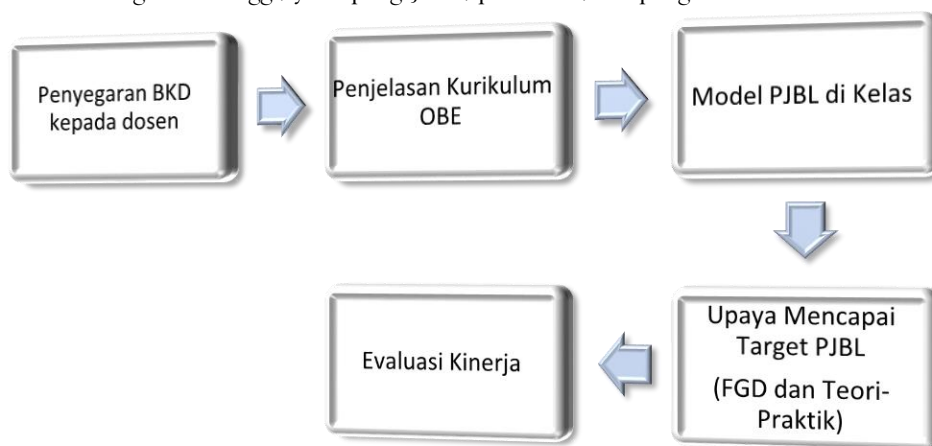 Penyegaran BKD
kepada dosen
Penjelasan Kurikulum
OBE
Model PJBL di Kelas
Upaya Mencapai
Target PJBL
(FGD dan Teori-
Praktik)
Evaluasi Kinerja